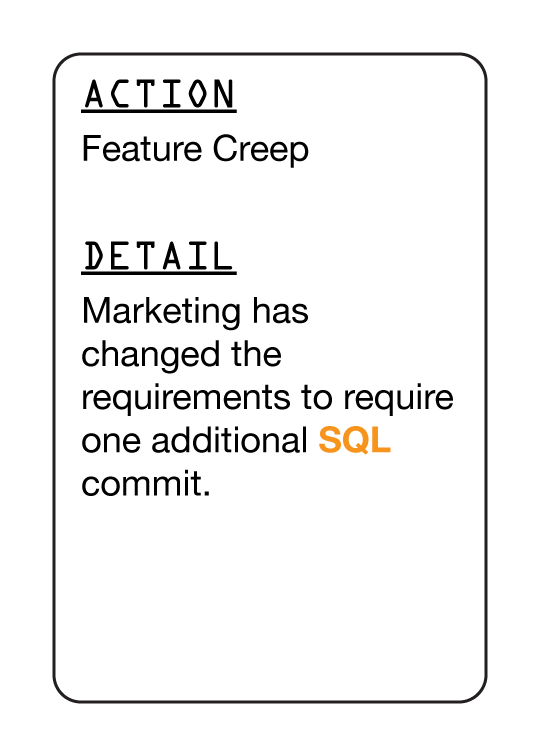 ACTION
Feature Creep
DETAIL
Marketing has
changed the
requirements to require
one additional SQL
commit.